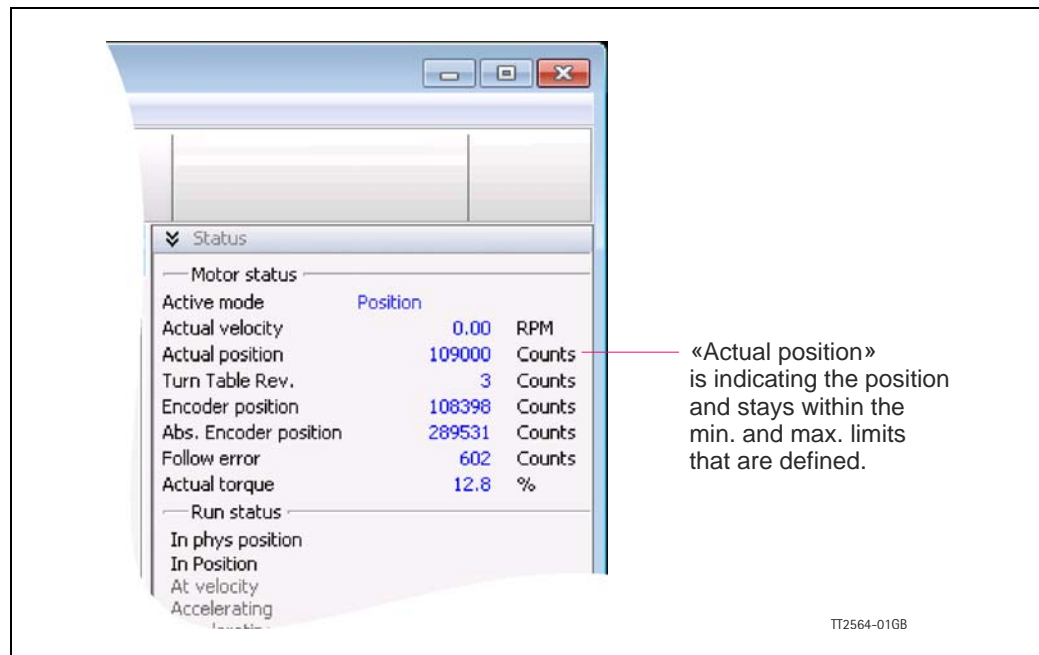 Status
Motor status
Active mode Position
Actual velocity 0.00 RPM
Actual position 109000 Counts
Turn Table Rev. 3 Counts
Encoder position 108398 Counts
Abs. Encoder position 289531 Counts
Follow error 602 Counts
Actual torque 12.8 %
Run status
In phys position
In Position
At velocity
Accelerating
«Actual position»
is indicating the position
and stays within the
min. and max. limits
that are defined.
TT2564-01GB